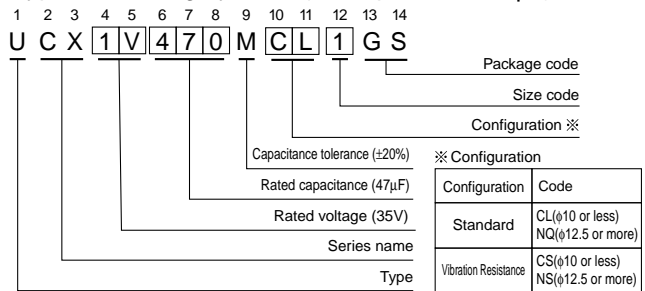 1 2 3 4 5 6 7 8 9 10 11 12 13 14
U C X 1 V 4 7 0 M C L 1 G S
Package code
Size code
Configuration ※
Capacitance tolerance (±20%)
Rated capacitance (47μF)
Rated voltage (35V)
Series name
Type
※ Configuration
Configuration Code
Standard CL(ϕ10 or less)
NQ(ϕ12.5 or more)
Vibration Resistance CS(ϕ10 or less)
NS(ϕ12.5 or more)